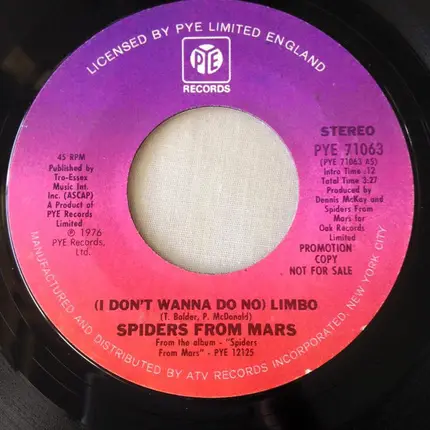 LICENSED BY PYE LIMITED ENGLAND
PYE
RECORDS
STEREO
PYE 71063
(PYE 71063 AS)
Intro Time :12
Total Time 3:27
Produced by
Dennis McKay and
Spiders From
Mars for
Oak Records
Limited
PROMOTION
COPY
NOT FOR SALE
45 RPM
Published by
Tro-Essex
Music Int.
Inc. (ASCAP)
A Product of
PYE Records
Limited
Ⓟ 1976
PYE Records,
Ltd.
(I DON'T WANNA DO NO) LIMBO
(T. Bolder, P. McDonald)
SPIDERS FROM MARS
From the album - "Spiders
From Mars" - PYE 12125
MANUFACTURED AND DISTRIBUTED BY ATV RECORDS INCORPORATED, NEW YORK CITY